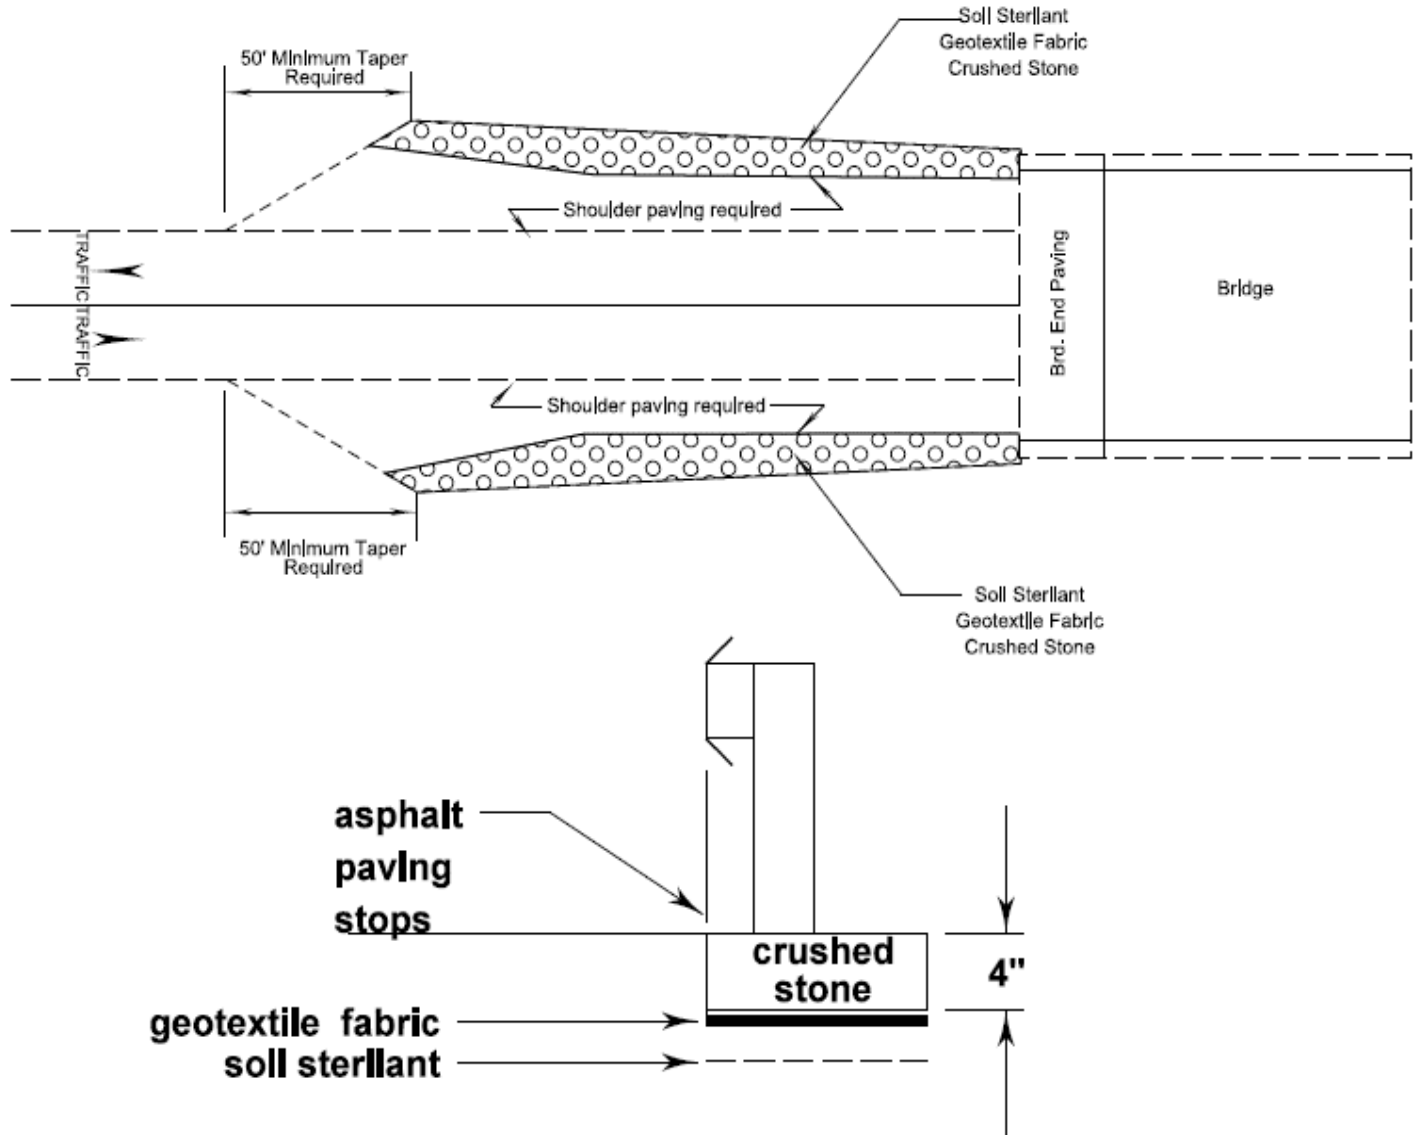 50' Minimum Taper
Required
Soil Sterilant
Geotextile Fabric
Crushed Stone
Shoulder paving required
TRAFFIC
TRAFFIC
Brd. End Paving
Bridge
Shoulder paving required
50' Minimum Taper
Required
Soil Sterilant
Geotextile Fabric
Crushed Stone
asphalt
paving
stops
crushed
stone
4"
geotextile fabric
soil sterilant